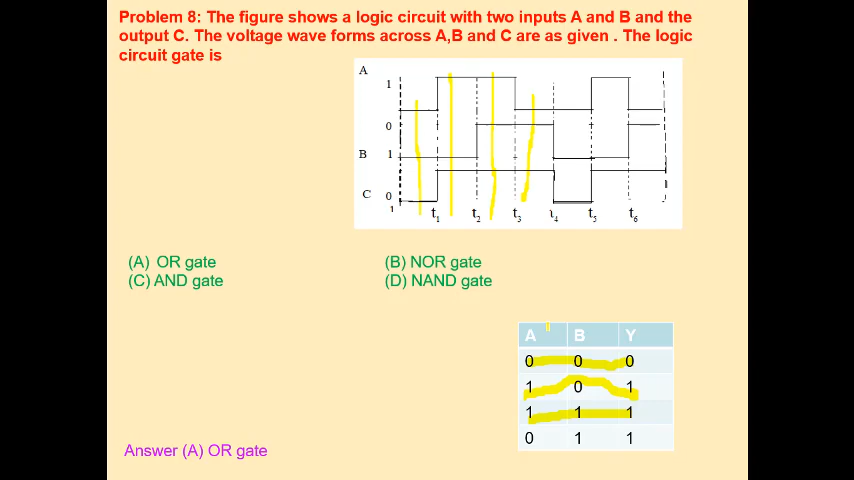 Problem 8: The figure shows a logic circuit with two inputs A and B and the
output C. The voltage wave forms across A,B and C are as given . The logic
circuit gate is
A
1
0
B 1
C 0
1 t1 t2 t3 t4 t5 t6
(A) OR gate (B) NOR gate
(C) AND gate (D) NAND gate
A B Y
0 0 0
1 0 1
1 1 1
0 1 1
Answer (A) OR gate